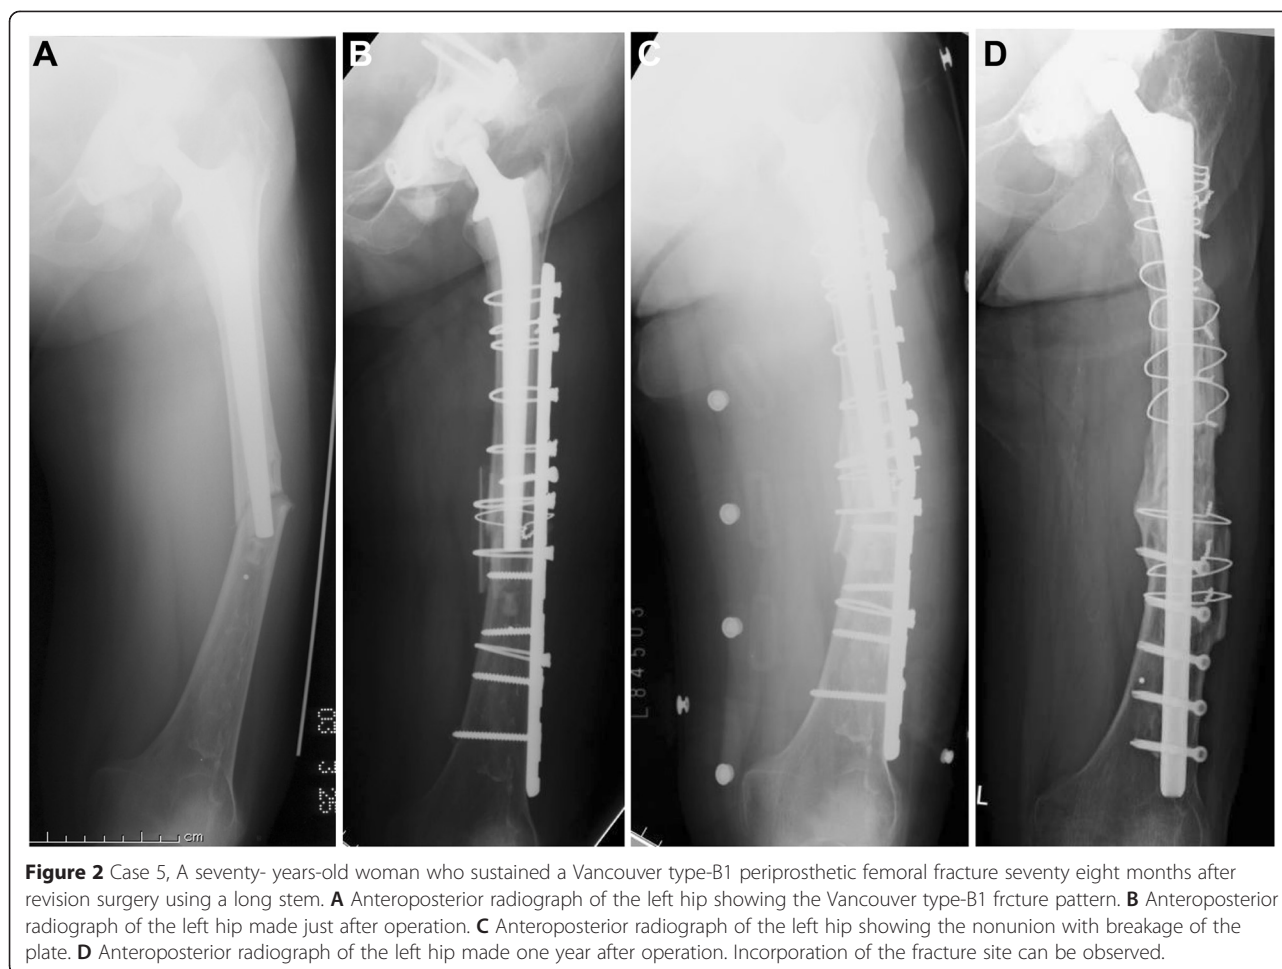 A
B
C
D
cm
L84503
L
Figure 2 Case 5, A seventy- years-old woman who sustained a Vancouver type-B1 periprosthetic femoral fracture seventy eight months after
revision surgery using a long stem. A Anteroposterior radiograph of the left hip showing the Vancouver type-B1 frcture pattern. B Anteroposterior
radiograph of the left hip made just after operation. C Anteroposterior radiograph of the left hip showing the nonunion with breakage of the
plate. D Anteroposterior radiograph of the left hip made one year after operation. Incorporation of the fracture site can be observed.